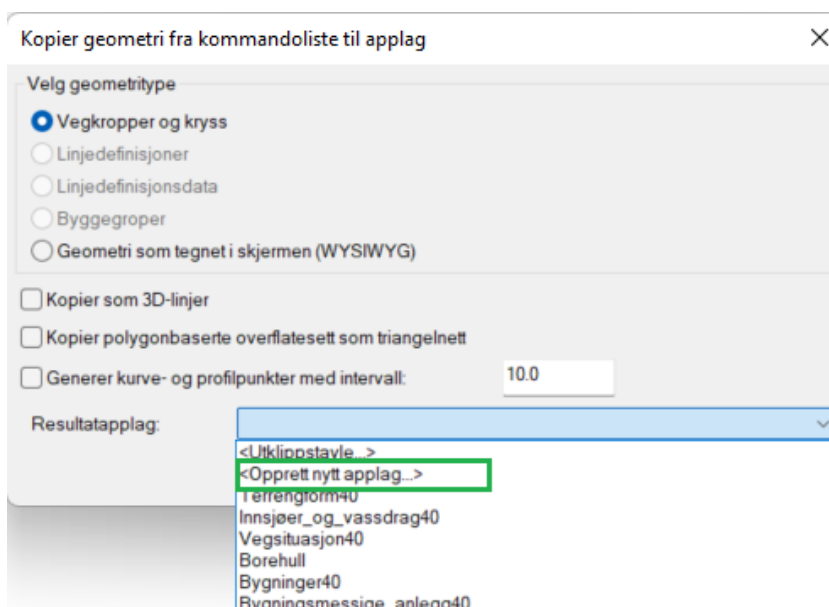 Kopier geometri fra kommandoliste til applag
Velg geometritype
Vegkropper og kryss
Linjedefinisjoner
Linjedefinisjonsdata
Byggegroper
Geometri som tegnet i skjermen (WYSIWYG)
Kopier som 3D-linjer
Kopier polygonbaserte overflatesett som triangelnett
Generer kurve- og profilpunkter med intervall: 10.0
Resultatapplag:
<Utklippstavle...>
<Opprett nytt applag...>
Terrengform40
Innsjøer_og_vassdrag40
Vegsituasjon40
Borehull
Bygninger40
Bygningsmessige_anlegg40